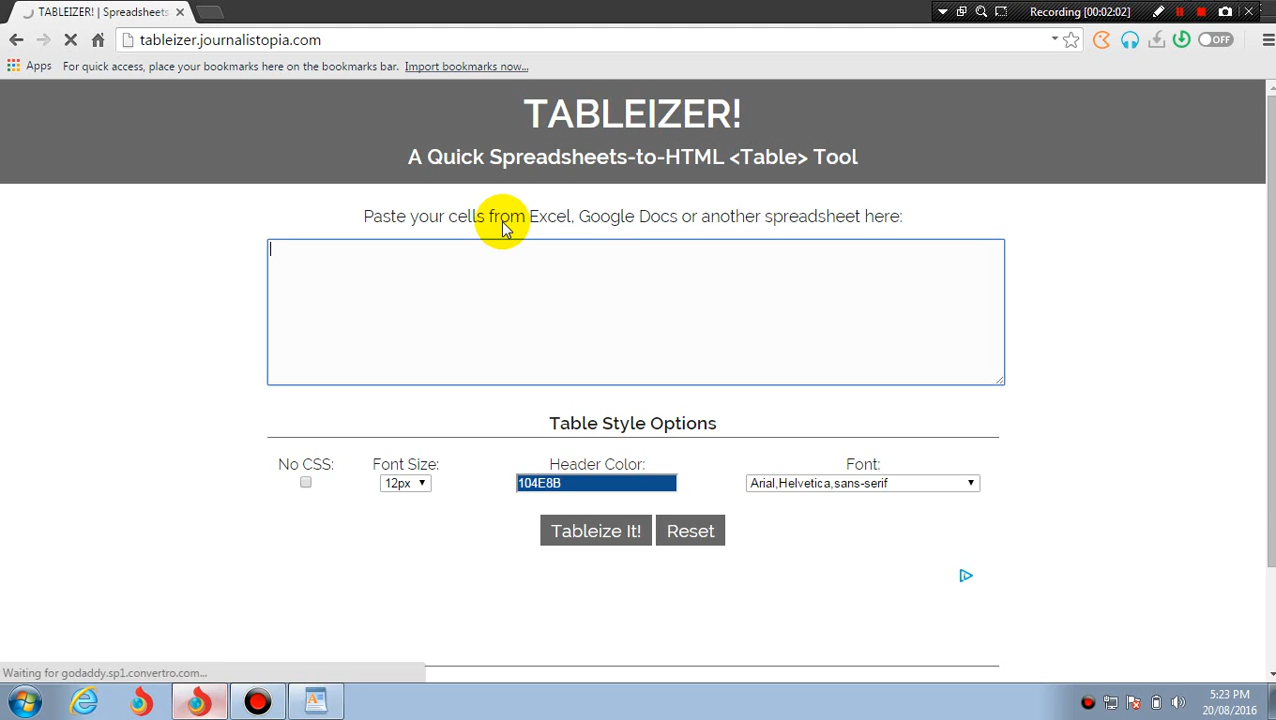 TABLEIZER! | Spreadsheets
Recording [00:02:02]
tableizer.journalistopia.com
OFF
Apps For quick access, place your bookmarks here on the bookmarks bar. Import bookmarks now...
TABLEIZER!
A Quick Spreadsheets-to-HTML <Table> Tool
Paste your cells from Excel, Google Docs or another spreadsheet here:
Table Style Options
No CSS: Font Size: Header Color: Font:
12px 104E8B Arial,Helvetica,sans-serif
Tableize It! Reset
Waiting for godaddy.sp1.convertro.com...
5:23 PM
20/08/2016